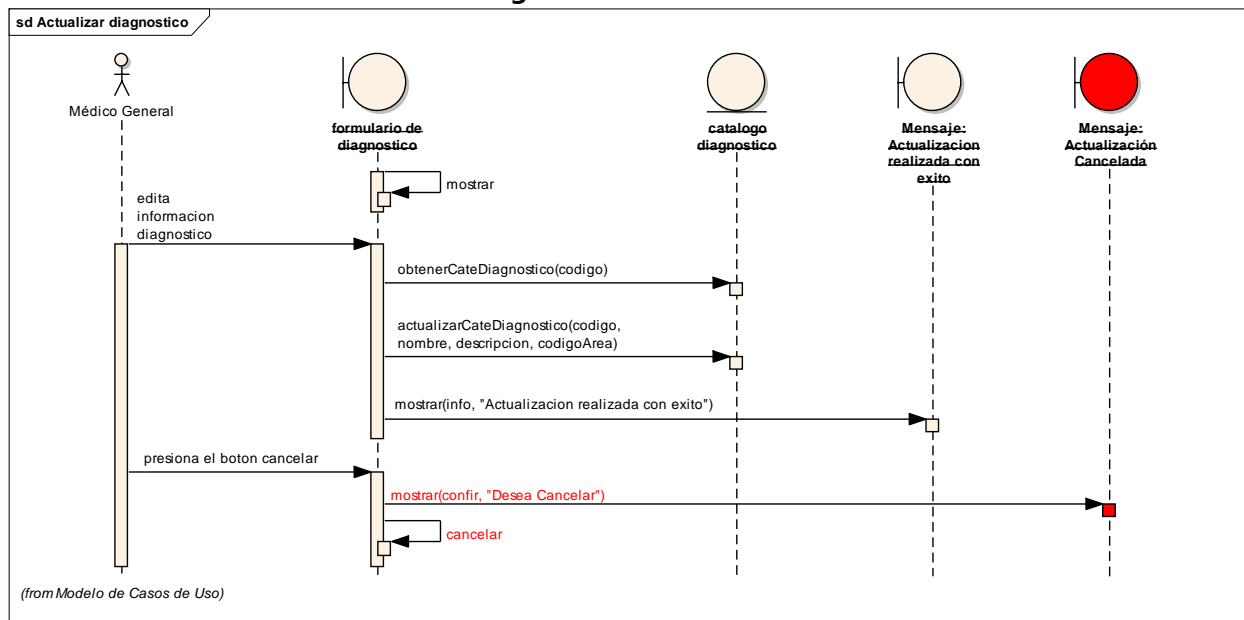 sd Actualizar diagnostico
Médico General
formulario de
diagnostico
catalogo
diagnostico
Mensaje:
Actualizacion
realizada con
exito
Mensaje:
Actualización
Cancelada
mostrar
edita
informacion
diagnostico
obtenerCateDiagnostico(codigo)
actualizarCateDiagnostico(codigo,
nombre, descripcion, codigoArea)
mostrar(info, "Actualizacion realizada con exito")
presiona el boton cancelar
mostrar(confir, "Desea Cancelar")
cancelar
(from Modelo de Casos de Uso)